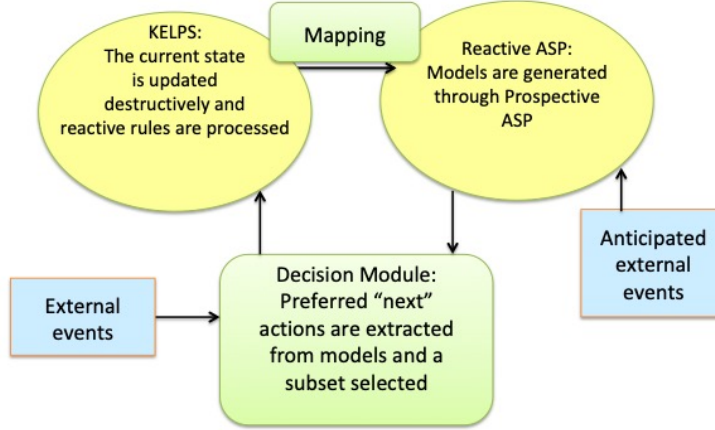 KELPS:
The current state
is updated
destructively and
reactive rules are processed
Mapping
Reactive ASP:
Models are generated
through Prospective
ASP
External
events
Decision Module:
Preferred “next”
actions are extracted
from models and a
subset selected
Anticipated
external
events